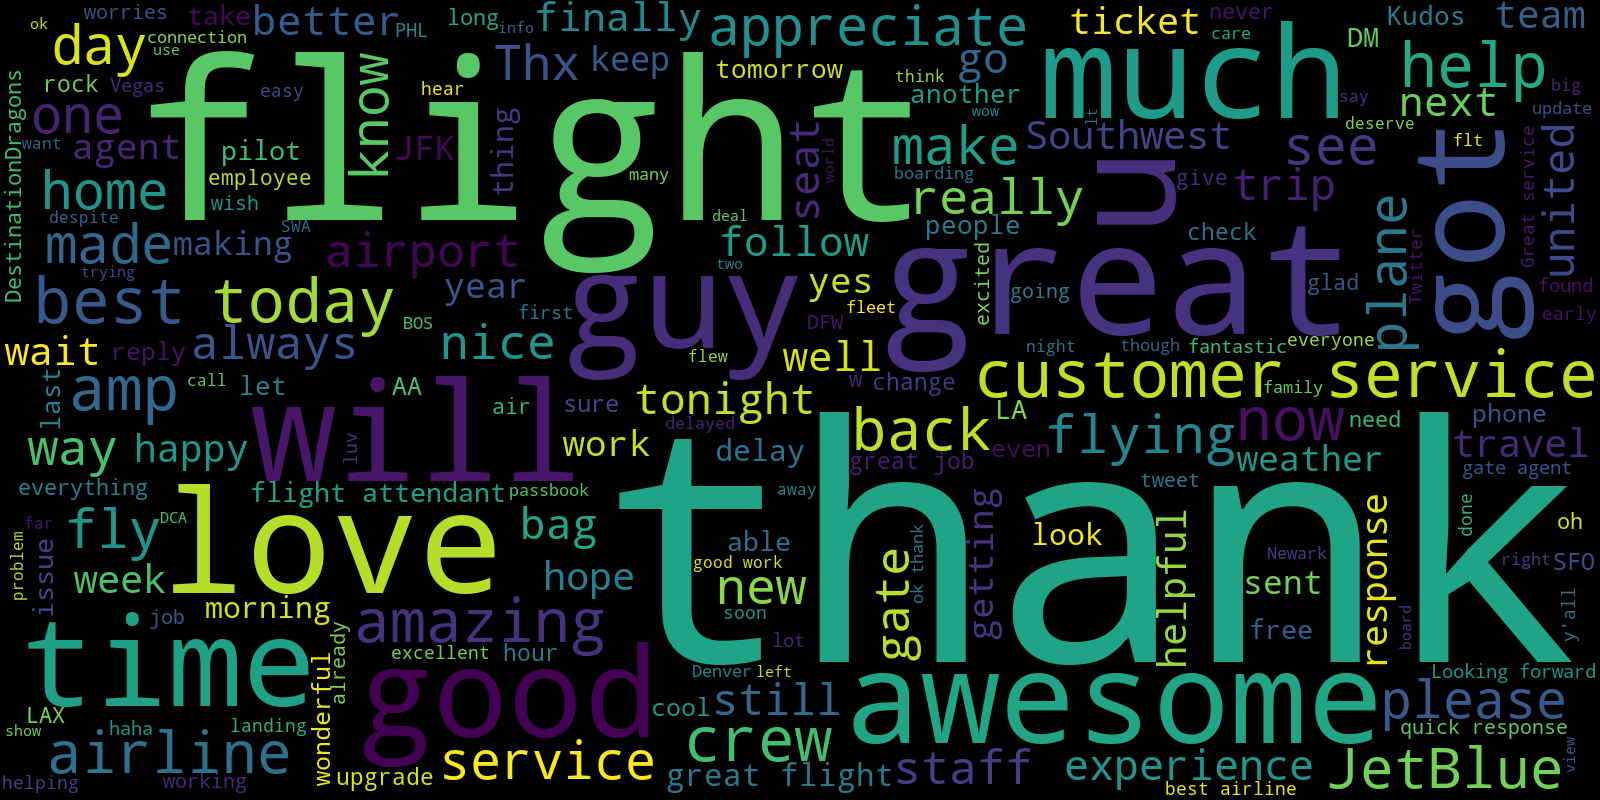 ok
worries
take
better
PHL
long
info
finally
appreciate
ticket
never
care
Kudos
team
day
connection
use
Thx
keep
tomorrow
go
much
DM
help
rock
Vegas
easy
know
hear
flight
think
another
wow
say
lt
next
big
update
DestinationDragons
want
one
agent
pilot
JFK
thing
seat
world
make
Southwest
deserve
see
flt
got
Great service
united
home
employee
wish
many
boarding
really
u
give
trip
despite
made
making
SWA
airport
deal
follow
two
people
check
plane
Twitter
trying
best
today
year
first
guy
yes
fleet
great
excited
going
glad
found
early
BOS
always
nice
flew
DFW
well
night
though
fantastic
everyone
wait
reply
last
amp
call
let
AA
air
sure
tonight
w
change
customer service
family
will
luv
work
delayed
back
LA
now
need
phone
way
happy
delay
great job
even
flying
weather
travel
gate agent
everything
flight attendant
passbook
away
thank
tweet
far
fly
DCA
love
bag
able
getting
look
helpful
response
done
oh
problem
issue
week
hope
good work
new
gate
ok thank
Newark
sent
right
SFO
morning
job
amazing
soon
lot
free
board
y'all
time
wonderful
already
excellent
hour
Denver
left
Looking forward
LAX
show
haha
landing
good
cool
still
awesome
please
quick response
airline
crew
view
helping
working
upgrade
service
great flight
staff
experience
best airline
JetBlue